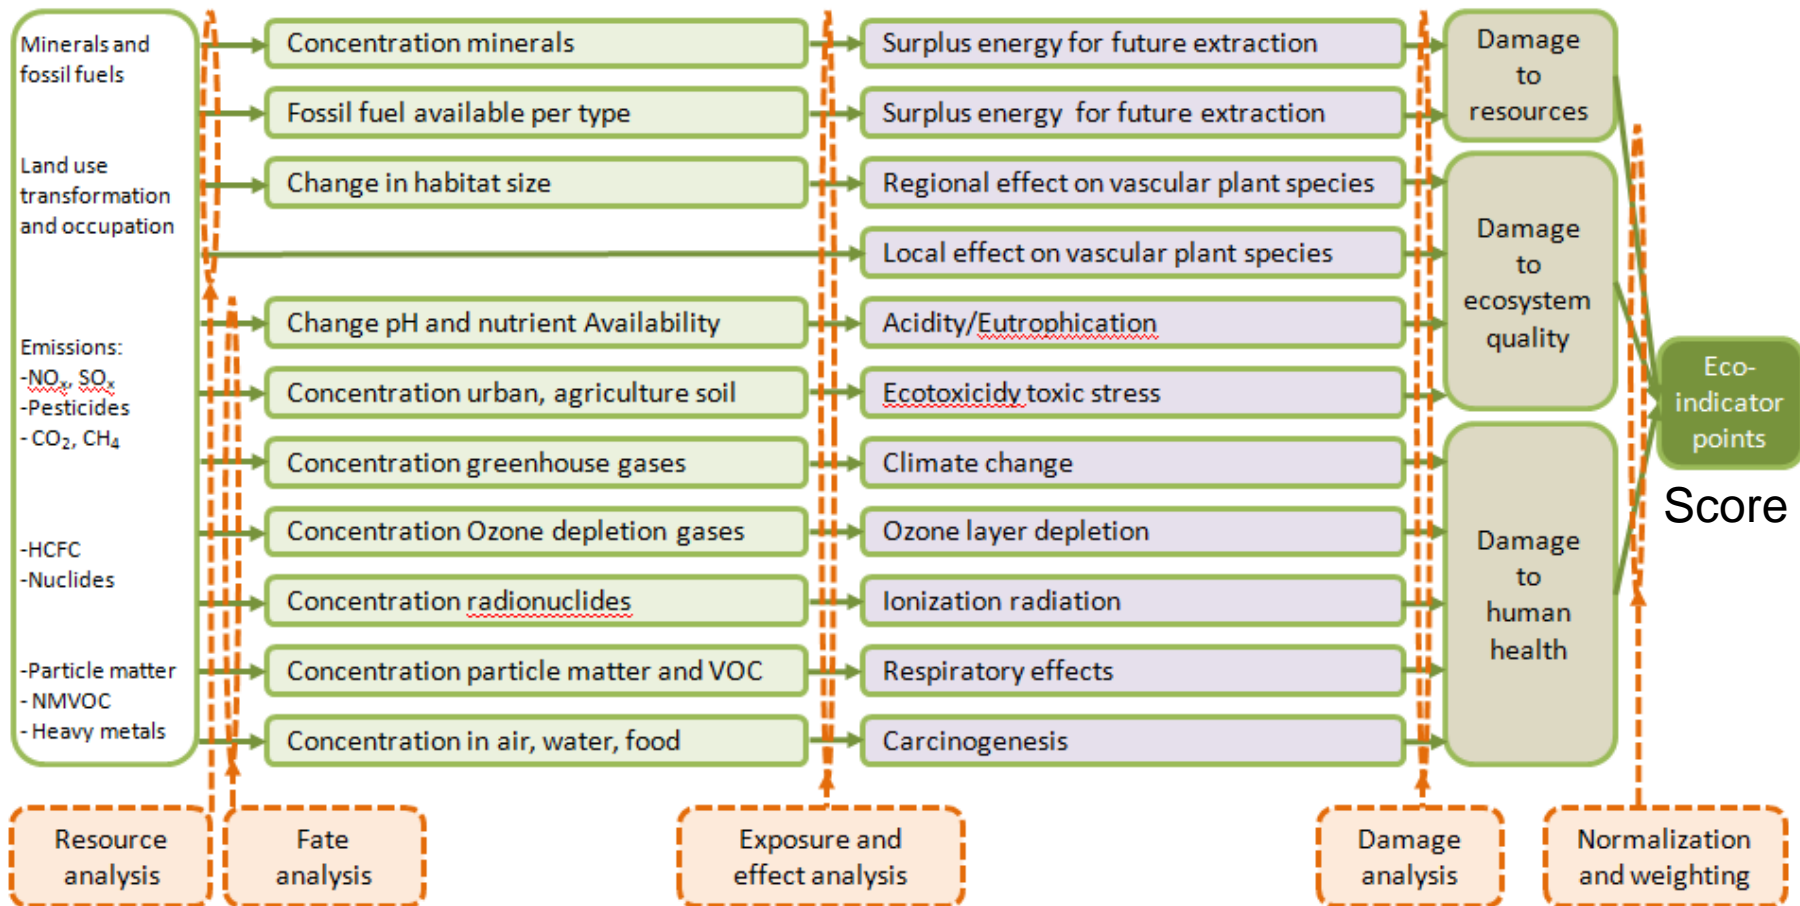 Minerals and
fossil fuels
Land use
transformation
and occupation
Emissions:
-NOₓ, SOₓ
-Pesticides
- CO₂, CH₄
-HCFC
-Nuclides
-Particle matter
- NMVOC
- Heavy metals
Concentration minerals
Fossil fuel available per type
Change in habitat size
Change pH and nutrient Availability
Concentration urban, agriculture soil
Concentration greenhouse gases
Concentration Ozone depletion gases
Concentration radionuclides
Concentration particle matter and VOC
Concentration in air, water, food
Surplus energy for future extraction
Surplus energy for future extraction
Regional effect on vascular plant species
Local effect on vascular plant species
Acidity/Eutrophication
Ecotoxicidy toxic stress
Climate change
Ozone layer depletion
Ionization radiation
Respiratory effects
Carcinogenesis
Damage
to
resources
Damage
to
ecosystem
quality
Damage
to
human
health
Eco-
indicator
points
Score
Resource
analysis
Fate
analysis
Exposure and
effect analysis
Damage
analysis
Normalization
and weighting